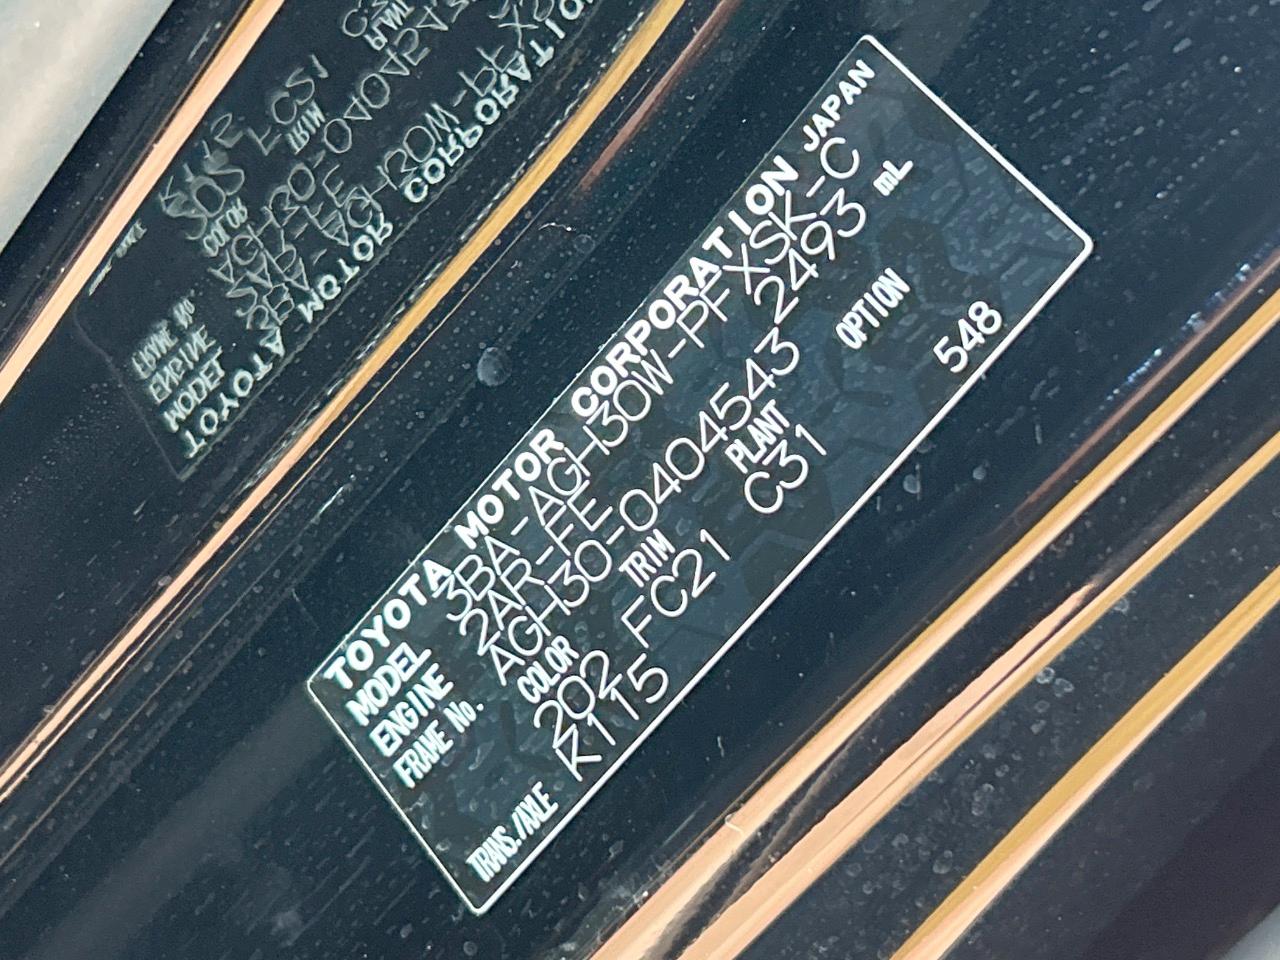 TOYOTA MOTOR CORPORATION JAPAN
MODEL 3BA-AGH30W-PFXSK-C
ENGINE 2AR-FE 2493 mL
FRAME No. AGH30-0404543
COLOR TRIM PLANT OPTION
202 FC21 C31 548
TRANS./AXLE K115